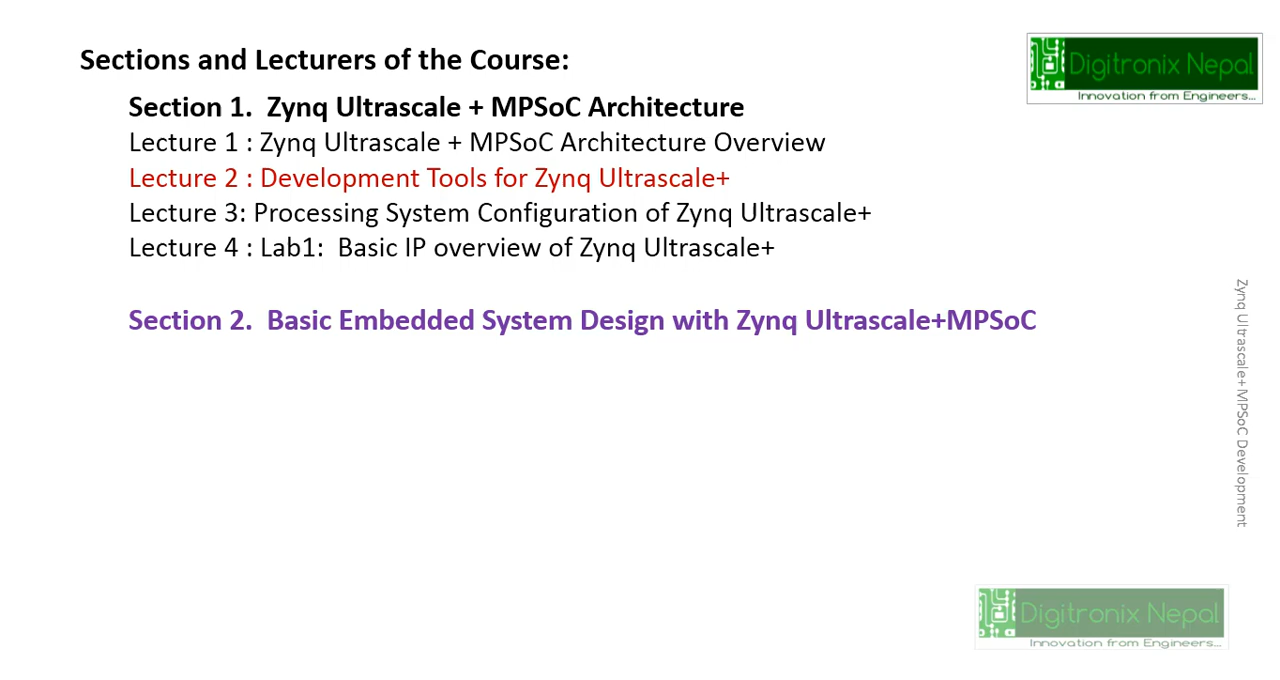 Sections and Lecturers of the Course:
Digitronix Nepal
Innovation from Engineers...
Section 1. Zynq Ultrascale + MPSoC Architecture
Lecture 1 : Zynq Ultrascale + MPSoC Architecture Overview
Lecture 2 : Development Tools for Zynq Ultrascale+
Lecture 3: Processing System Configuration of Zynq Ultrascale+
Lecture 4 : Lab1: Basic IP overview of Zynq Ultrascale+
Section 2. Basic Embedded System Design with Zynq Ultrascale+MPSoC
Zynq Ultrascale+ MPSoC Development
Digitronix Nepal
Innovation from Engineers...